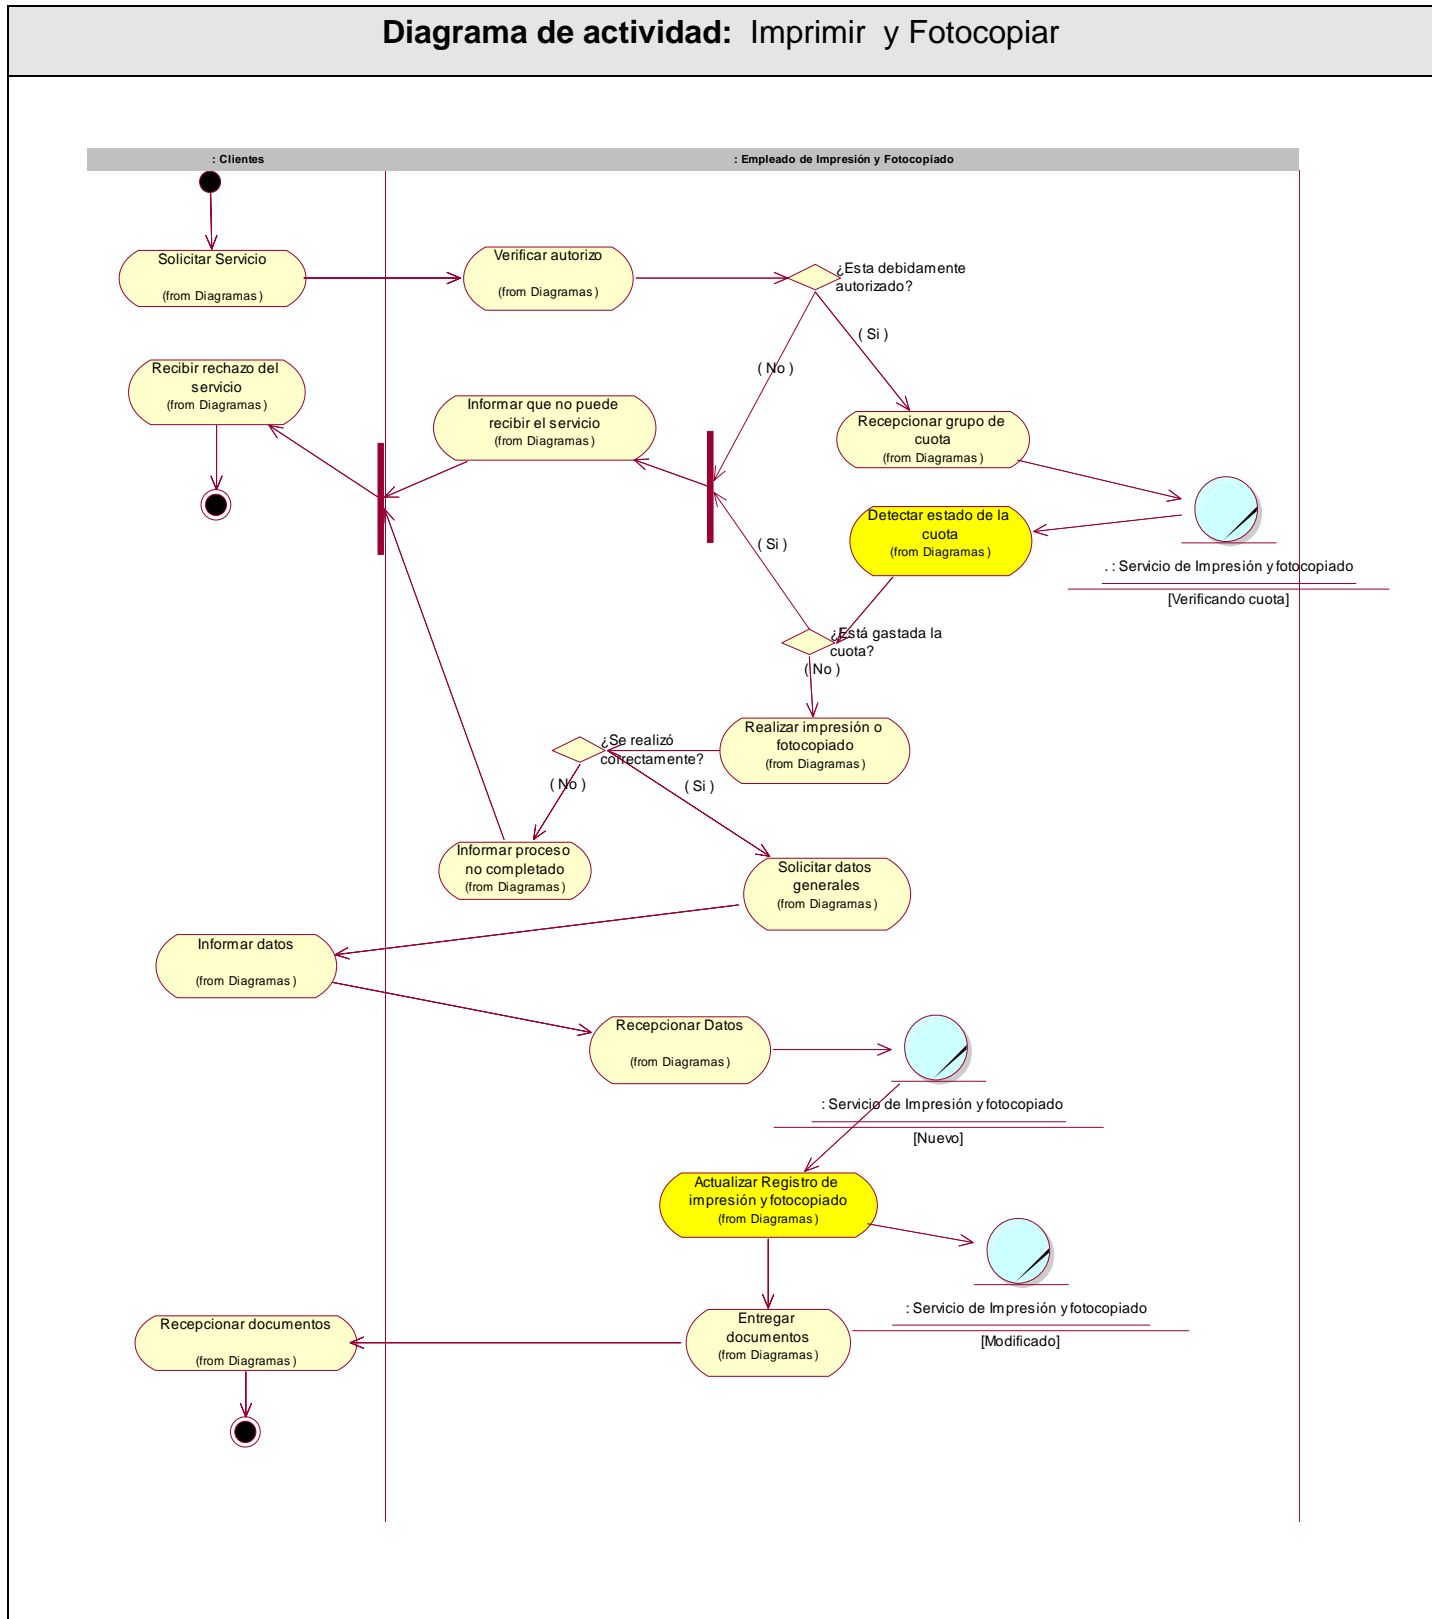 Diagrama de actividad: Imprimir y Fotocopiar
: Clientes
: Empleado de Impresión y Fotocopiado
Solicitar Servicio
(from Diagramas)
Verificar autorizo
(from Diagramas)
¿Esta debidamente
autorizado?
( Si )
( No )
Recibir rechazo del
servicio
(from Diagramas)
Informar que no puede
recibir el servicio
(from Diagramas)
Recepcionar grupo de
cuota
(from Diagramas)
Detectar estado de la
cuota
(from Diagramas)
( Si )
. : Servicio de Impresión y fotocopiado
[Verificando cuota]
¿Está gastada la
cuota?
( No )
Realizar impresión o
fotocopiado
(from Diagramas)
¿Se realizó
correctamente?
( No )
( Si )
Informar proceso
no completado
(from Diagramas)
Solicitar datos
generales
(from Diagramas)
Informar datos
(from Diagramas)
Recepcionar Datos
(from Diagramas)
: Servicio de Impresión y fotocopiado
[Nuevo]
Actualizar Registro de
impresión y fotocopiado
(from Diagramas)
: Servicio de Impresión y fotocopiado
[Modificado]
Entregar
documentos
(from Diagramas)
Recepcionar documentos
(from Diagramas)